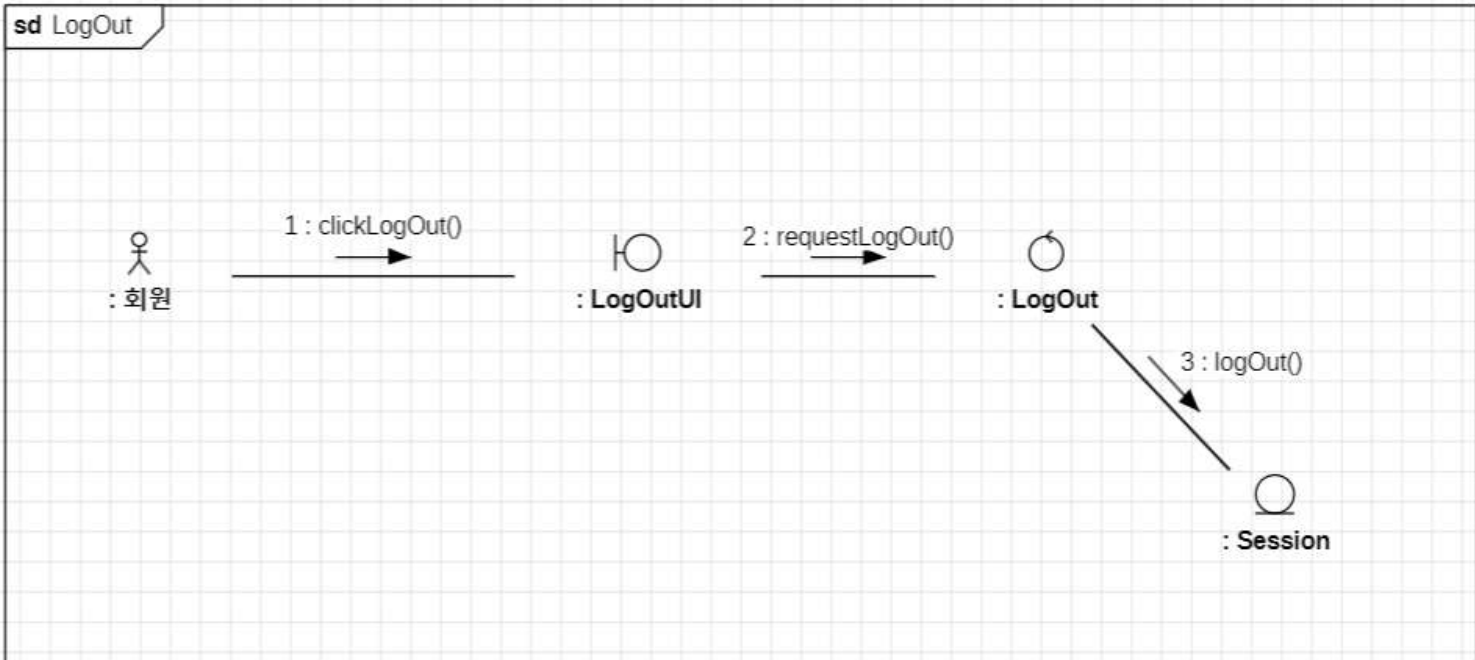 sd LogOut
1 : clickLogOut()
2 : requestLogOut()
: 회원
: LogOutUI
: LogOut
3 : logOut()
: Session